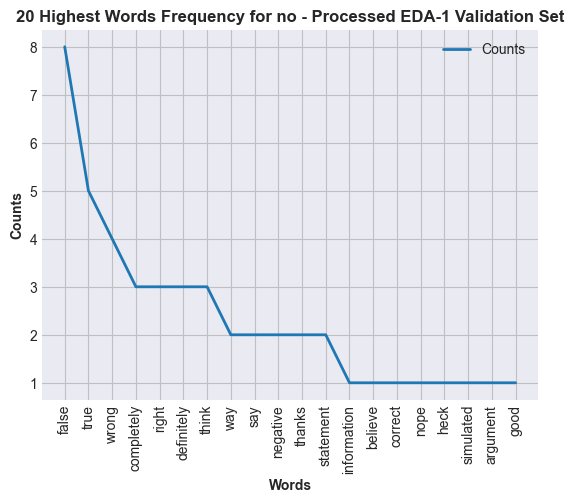 20 Highest Words Frequency for no - Processed EDA-1 Validation Set
Counts
8
7
6
5
4
3
2
1
Counts
false
true
wrong
completely
right
definitely
think
way
say
negative
thanks
statement
information
believe
correct
nope
heck
simulated
argument
good
Words